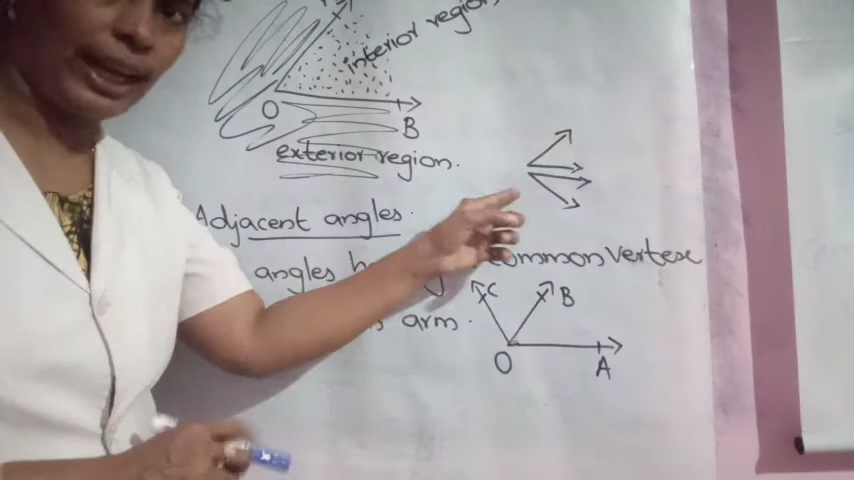 interior region
O
B
exterior region.
Adjacent angles.
angles common Vertex
arm.
C
B
O
A